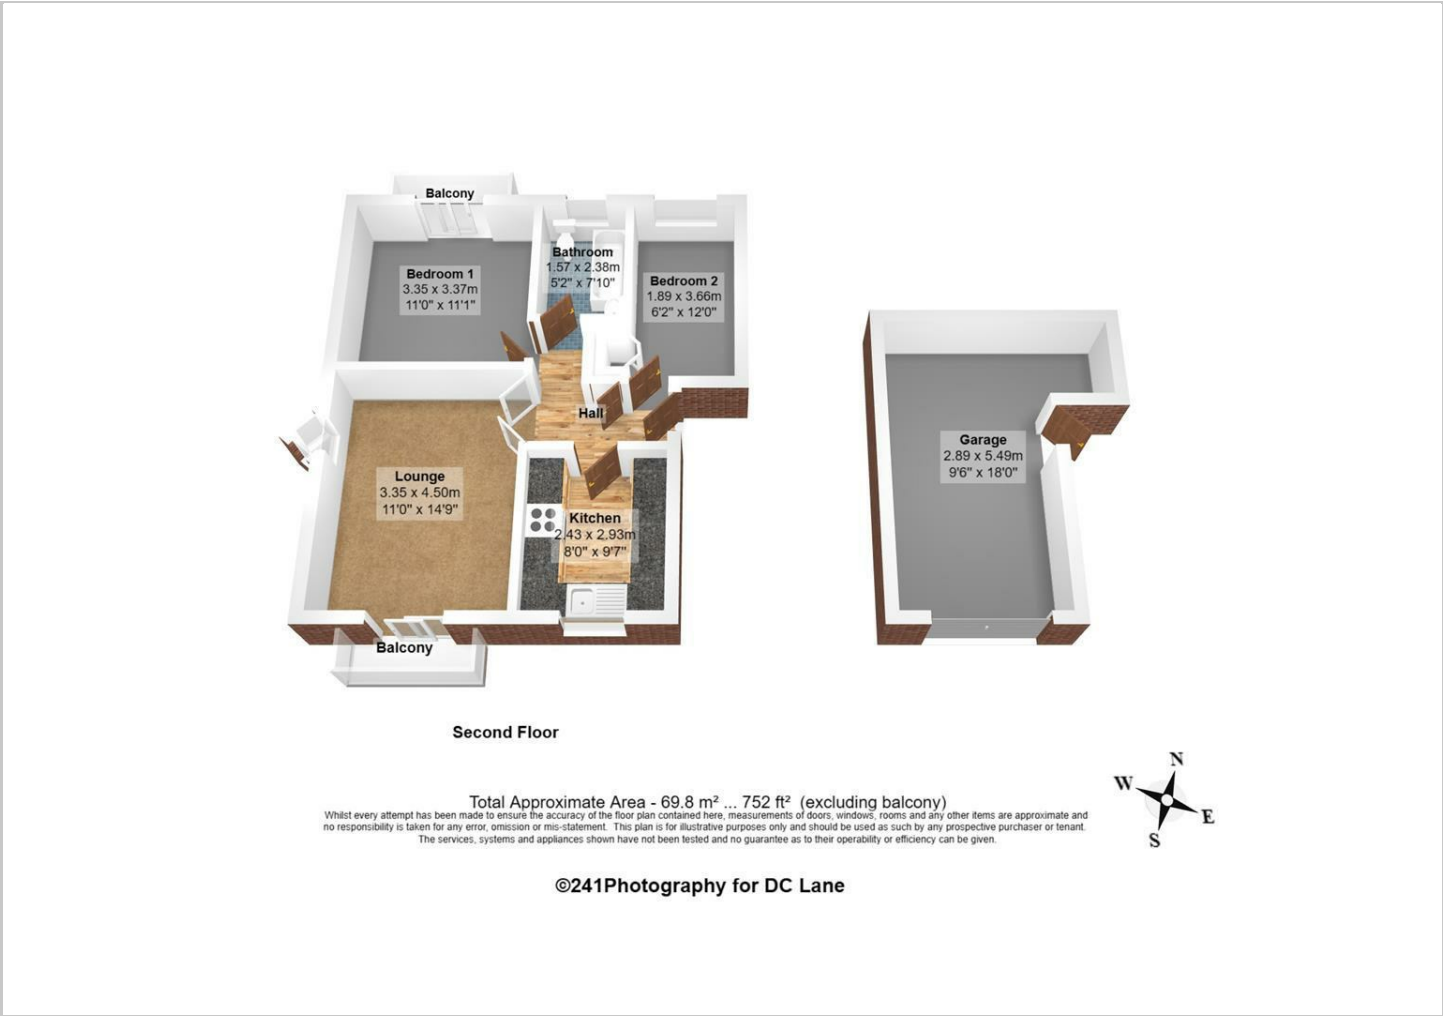 Balcony
Bedroom 1
3.35 x 3.37m
11'0" x 11'1"
Bathroom
1.57 x 2.38m
5'2" x 7'10"
Bedroom 2
1.89 x 3.66m
6'2" x 12'0"
Hall
Lounge
3.35 x 4.50m
11'0" x 14'9"
Kitchen
2.43 x 2.93m
8'0" x 9'7"
Balcony
Garage
2.89 x 5.49m
9'6" x 18'0"
Second Floor
N
W
E
S
Total Approximate Area - 69.8 m² ... 752 ft² (excluding balcony)
Whilst every attempt has been made to ensure the accuracy of the floor plan contained here, measurements of doors, windows, rooms and any other items are approximate and
no responsibility is taken for any error, omission or mis-statement. This plan is for illustrative purposes only and should be used as such by any prospective purchaser or tenant.
The services, systems and appliances shown have not been tested and no guarantee as to their operability or efficiency can be given.
©241Photography for DC Lane